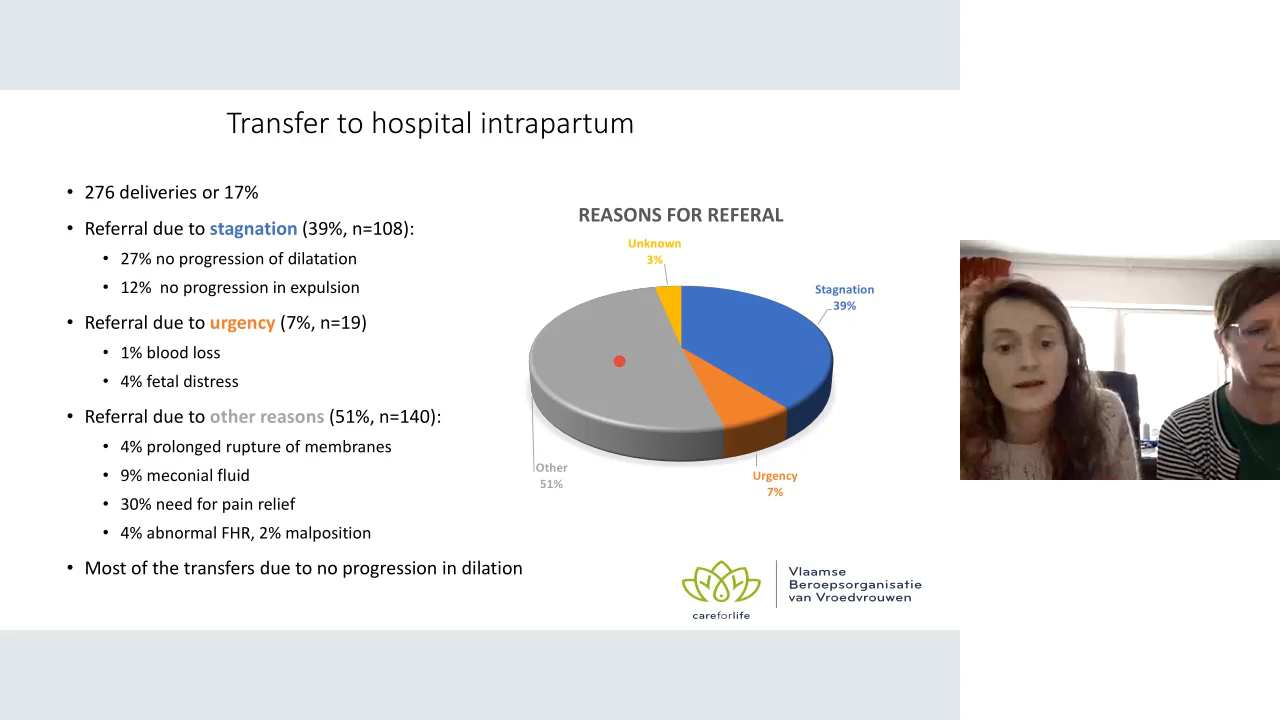 Transfer to hospital intrapartum
• 276 deliveries or 17%
• Referral due to stagnation (39%, n=108):
• 27% no progression of dilatation
• 12% no progression in expulsion
• Referral due to urgency (7%, n=19)
• 1% blood loss
• 4% fetal distress
• Referral due to other reasons (51%, n=140):
• 4% prolonged rupture of membranes
• 9% meconial fluid
• 30% need for pain relief
• 4% abnormal FHR, 2% malposition
• Most of the transfers due to no progression in dilation
REASONS FOR REFERAL
Unknown
3%
Stagnation
39%
Other
51%
Urgency
7%
careforlife
Vlaamse
Beroepsorganisatie
van Vroedvrouwen